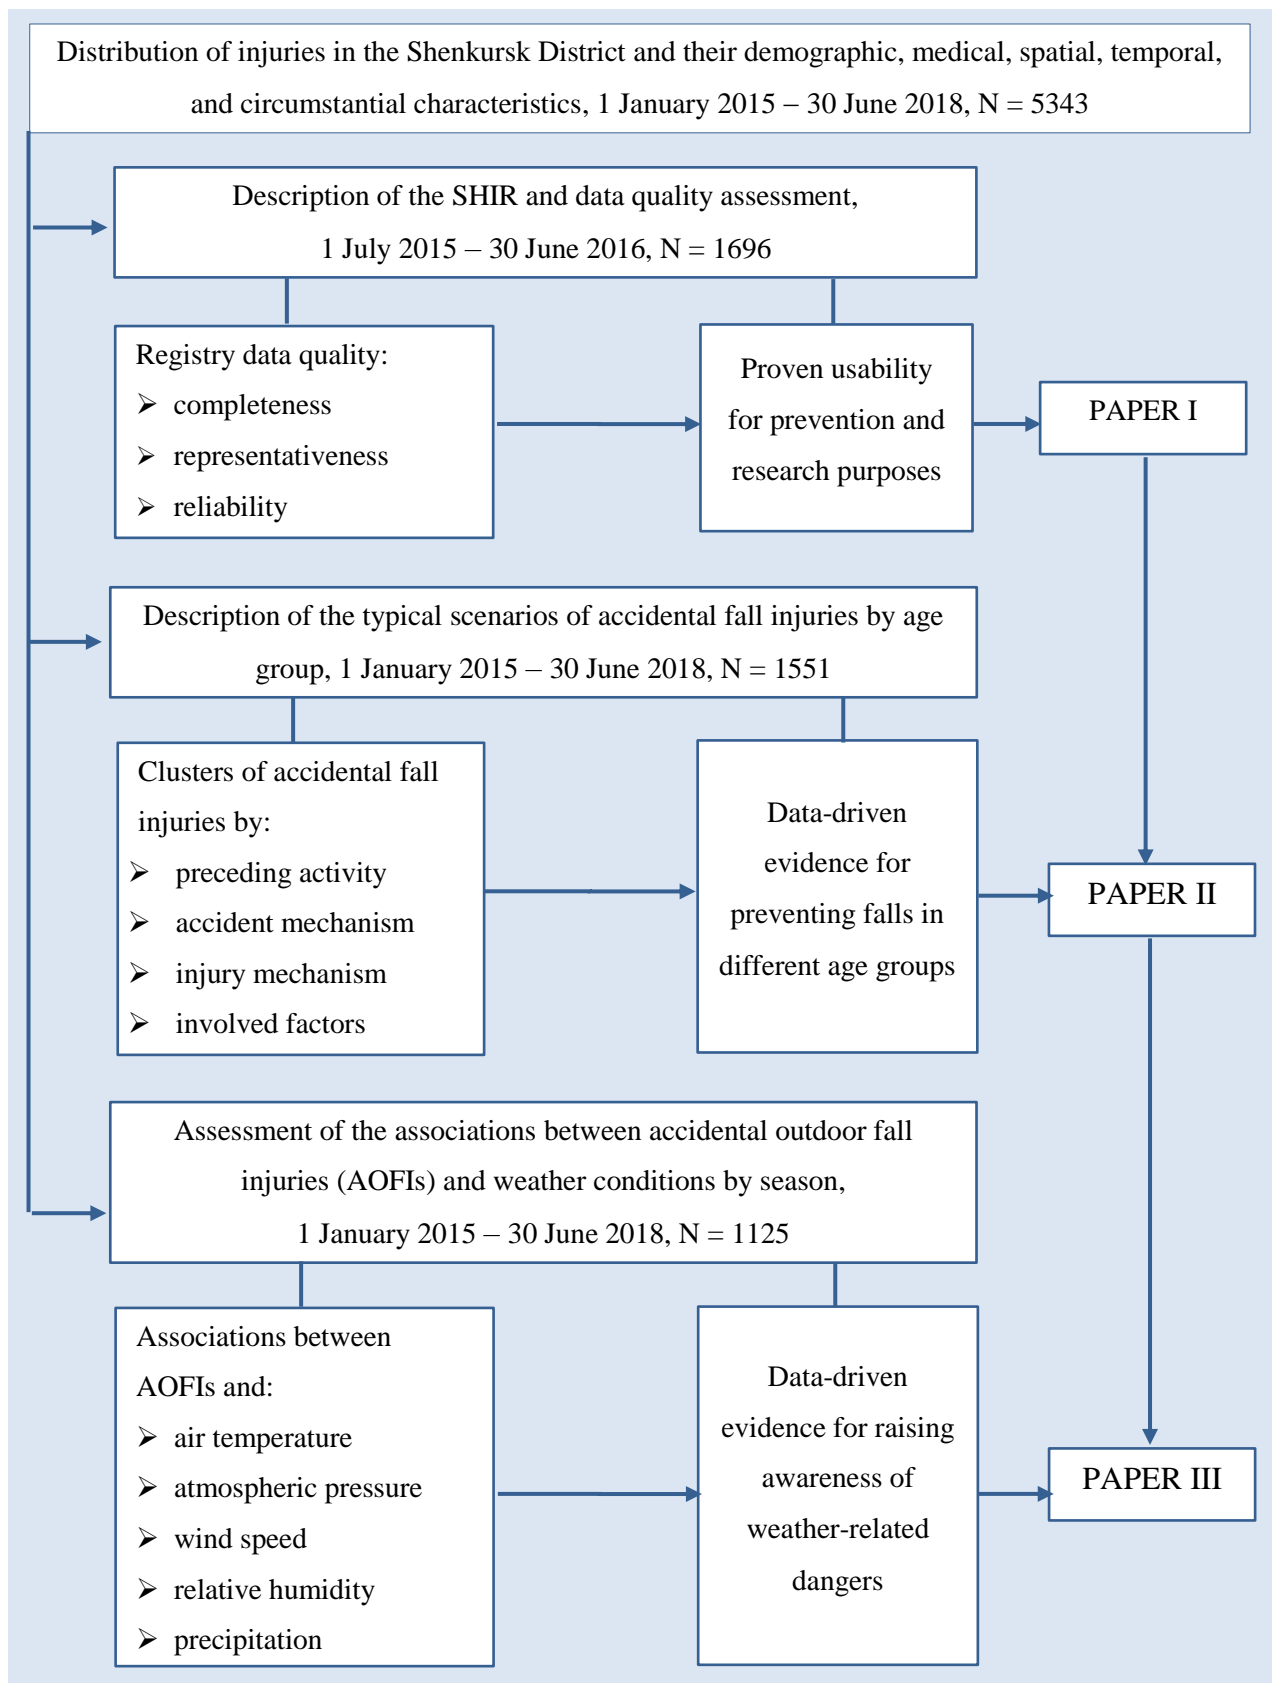 Distribution of injuries in the Shenkursk District and their demographic, medical, spatial, temporal,
and circumstantial characteristics, 1 January 2015 – 30 June 2018, N = 5343
Description of the SHIR and data quality assessment,
1 July 2015 – 30 June 2016, N = 1696
Registry data quality:
➢ completeness
➢ representativeness
➢ reliability
Proven usability
for prevention and
research purposes
PAPER I
Description of the typical scenarios of accidental fall injuries by age
group, 1 January 2015 – 30 June 2018, N = 1551
Clusters of accidental fall
injuries by:
➢ preceding activity
➢ accident mechanism
➢ injury mechanism
➢ involved factors
Data-driven
evidence for
preventing falls in
different age groups
PAPER II
Assessment of the associations between accidental outdoor fall
injuries (AOFIs) and weather conditions by season,
1 January 2015 – 30 June 2018, N = 1125
Associations between
AOFIs and:
➢ air temperature
➢ atmospheric pressure
➢ wind speed
➢ relative humidity
➢ precipitation
Data-driven
evidence for raising
awareness of
weather-related
dangers
PAPER III